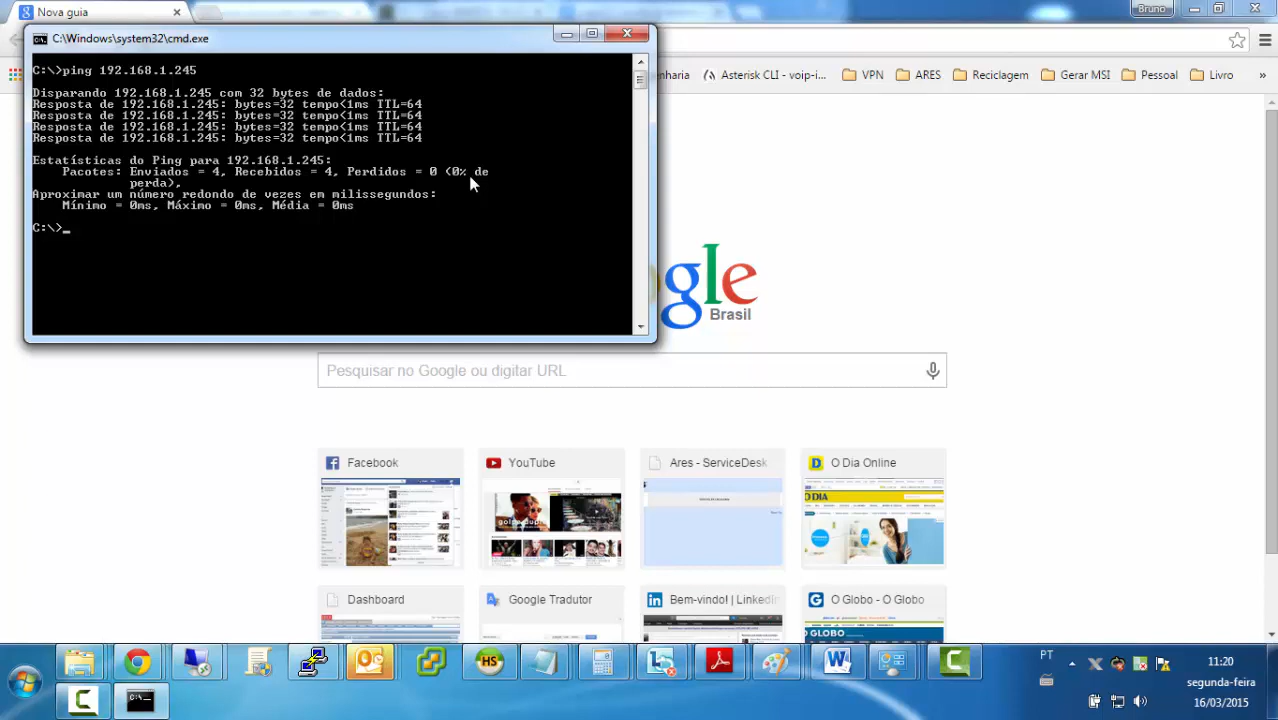 Nova guia
Bruno
C:\Windows\system32\cmd.exe
C:\>ping 192.168.1.245
Disparando 192.168.1.245 com 32 bytes de dados:
Resposta de 192.168.1.245: bytes=32 tempo<1ms TTL=64
Resposta de 192.168.1.245: bytes=32 tempo<1ms TTL=64
Resposta de 192.168.1.245: bytes=32 tempo<1ms TTL=64
Resposta de 192.168.1.245: bytes=32 tempo<1ms TTL=64
Estatísticas do Ping para 192.168.1.245:
Pacotes: Enviados = 4, Recebidos = 4, Perdidos = 0 (0% de
perda),
Aproximar um número redondo de vezes em milissegundos:
Mínimo = 0ms, Máximo = 0ms, Média = 0ms
C:\>_
enharia Asterisk CLI - voip-i... VPN ARES Reciclagem Gerar MSI Pessoal Livro »
gle
Brasil
Pesquisar no Google ou digitar URL
Facebook YouTube Ares - ServiceDesk O Dia Online
O DIA
Dashboard Google Tradutor Bem-vindo! | LinkedIn O Globo - O Globo
O GLOBO
PT
11:20
segunda-feira
16/03/2015